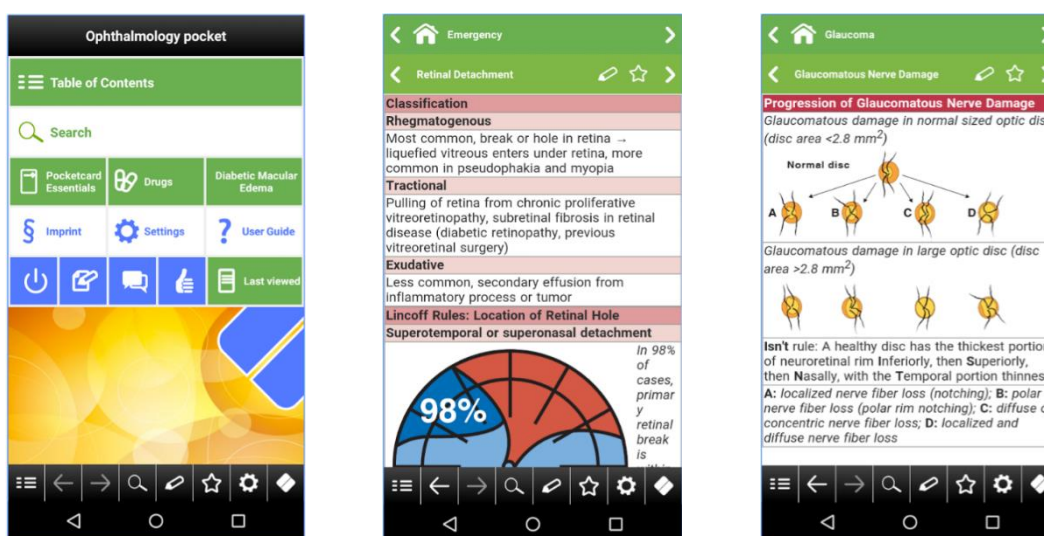 Ophthalmology pocket
Table of Contents
Search
Pocketcard
Essentials
Drugs
Diabetic Macular
Edema
§ Imprint
Settings
? User Guide
Last viewed
Emergency
Retinal Detachment
Classification
Rhegmatogenous
Most common, break or hole in retina →
liquefied vitreous enters under retina, more
common in pseudophakia and myopia
Tractional
Pulling of retina from chronic proliferative
vitreoretinopathy, subretinal fibrosis in retinal
disease (diabetic retinopathy, previous
vitreoretinal surgery)
Exudative
Less common, secondary effusion from
inflammatory process or tumor
Lincoff Rules: Location of Retinal Hole
Superotemporal or superonasal detachment
98%
In 98%
of
cases,
primar
y
retinal
break
is
Glaucoma
Glaucomatous Nerve Damage
Progression of Glaucomatous Nerve Damage
Glaucomatous damage in normal sized optic dis
(disc area <2.8 mm²)
Normal disc
A B C D
Glaucomatous damage in large optic disc (disc
area >2.8 mm²)
Isn't rule: A healthy disc has the thickest portion
of neuroretinal rim Inferiorly, then Superiorly,
then Nasally, with the Temporal portion thinnes
A: localized nerve fiber loss (notching); B: polar
nerve fiber loss (polar rim notching); C: diffuse
concentric nerve fiber loss; D: localized and
diffuse nerve fiber loss